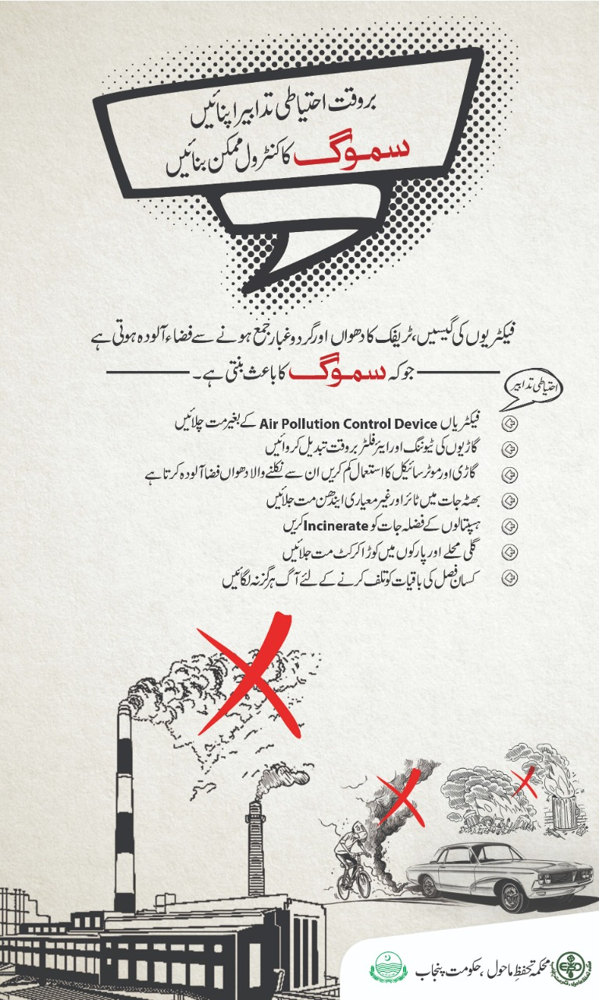 بروقت احتیاطی تدابیر اپنائیں
سموگ کا کنٹرول ممکن بنائیں
فیکٹریوں کی گیسیں، ٹریفک کا دھواں اور گرد و غبار جمع ہونے سے فضاء آلودہ ہوتی ہے
جو کہ سموگ کا باعث بنتی ہے۔
احتیاطی تدابیر
فیکٹریاں Air Pollution Control Device کے بغیر مت چلائیں
گاڑیوں کی ٹیوننگ اور ایئر فلٹر بروقت تبدیل کروائیں
گاڑی اور موٹر سائیکل کا استعمال کم کریں ان سے نکلنے والا دھواں فضا آلودہ کرتا ہے
بھٹہ جات میں ٹائر اور غیر معیاری ایندھن مت جلائیں
ہسپتالوں کے فضلہ جات کو Incinerate کریں
گلی محلے اور پارکوں میں کوڑا کرکٹ مت جلائیں
کسان فصل کی باقیات کو تلف کرنے کے لئے آگ ہرگز نہ لگائیں
محکمہ تحفظِ ماحول، حکومت پنجاب